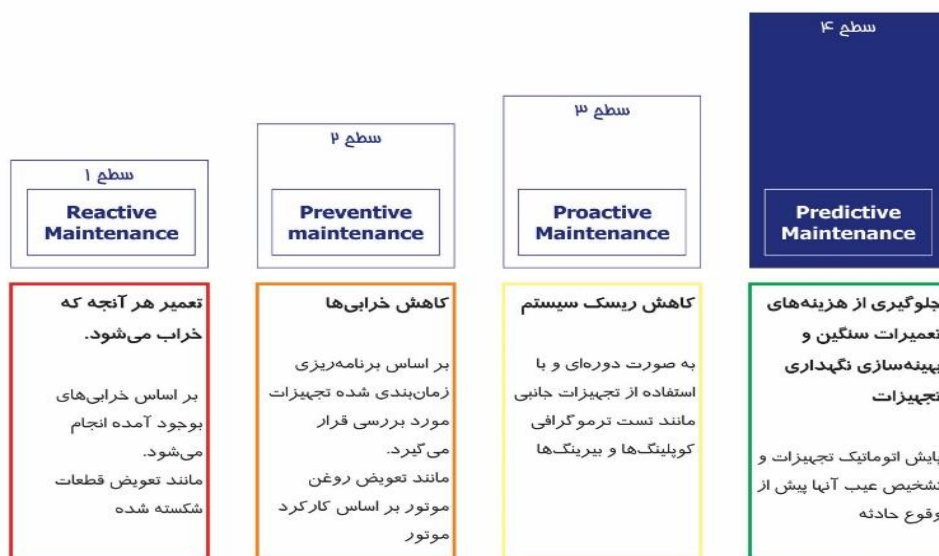 سطح ۱
Reactive
Maintenance
تعمیر هر آنچه که
خراب می‌شود.
بر اساس خرابی‌های
بوجود آمده انجام
می‌شود.
مانند تعویض قطعات
شکسته شده
سطح ۲
Preventive
maintenance
کاهش خرابی‌ها
بر اساس برنامه‌ریزی
زمان‌بندی شده تجهیزات
مورد بررسی قرار
می‌گیرد.
مانند تعویض روغن
موتور بر اساس کارکرد
موتور
سطح ۳
Proactive
Maintenance
کاهش ریسک سیستم
به صورت دوره‌ای و با
استفاده از تجهیزات جانبی
مانند تست ترموگرافی
کوپلینگ‌ها و بیرینگ‌ها
سطح ۴
Predictive
Maintenance
جلوگیری از هزینه‌های
تعمیرات سنگین و
بهینه‌سازی نگهداری
تجهیزات
پایش اتوماتیک تجهیزات و
تشخیص عیب آنها پیش از
وقوع حادثه